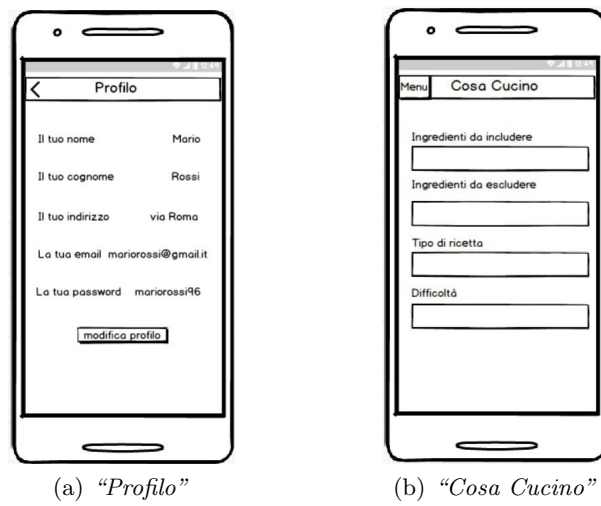 Profilo
Il tuo nome Mario
Il tuo cognome Rossi
Il tuo indirizzo via Roma
La tua email mariorossi@gmail.it
La tua password mariorossi96
modifica profilo
(a) “Profilo”
Menu Cosa Cucino
Ingredienti da includere
Ingredienti da escludere
Tipo di ricetta
Difficoltà
(b) “Cosa Cucino”